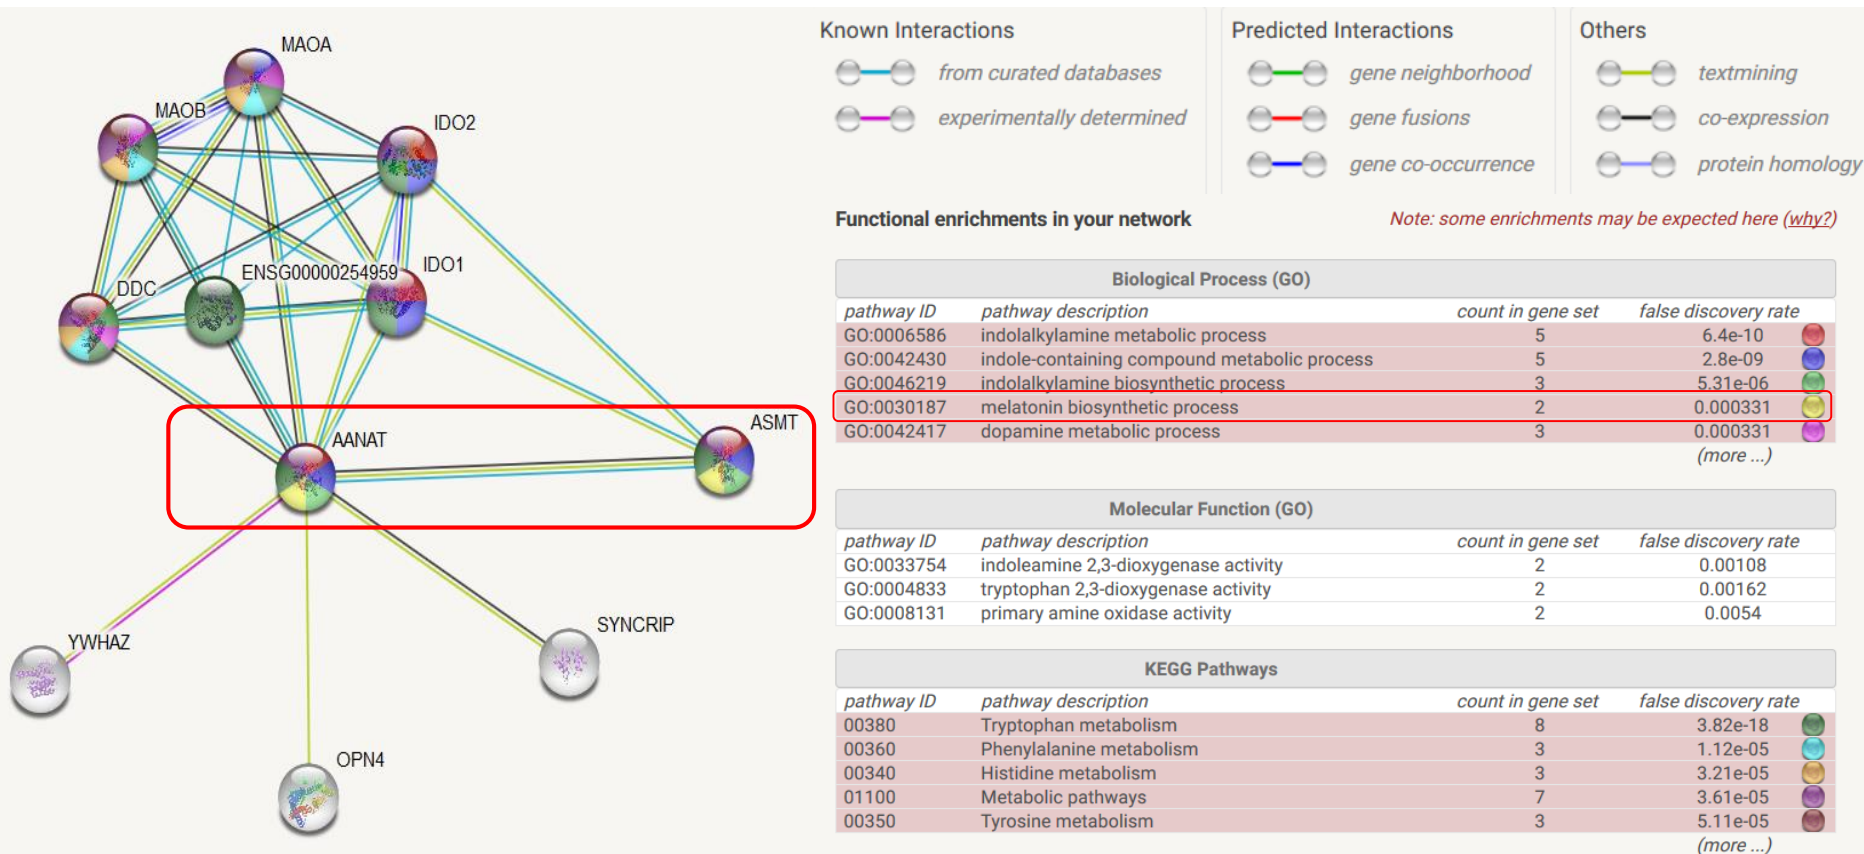 MAOA
MAOB
IDO2
ENSG00000254959
IDO1
DDC
AANAT
ASMT
YWHAZ
SYNCRIP
OPN4
Known Interactions
from curated databases
experimentally determined
Predicted Interactions
gene neighborhood
gene fusions
gene co-occurrence
Others
textmining
co-expression
protein homology
Functional enrichments in your network Note: some enrichments may be expected here (why?)
Biological Process (GO)
pathway ID pathway description count in gene set false discovery rate
GO:0006586 indolalkylamine metabolic process 5 6.4e-10
GO:0042430 indole-containing compound metabolic process 5 2.8e-09
GO:0046219 indolalkylamine biosynthetic process 3 5.31e-06
GO:0030187 melatonin biosynthetic process 2 0.000331
GO:0042417 dopamine metabolic process 3 0.000331
(more ...)
Molecular Function (GO)
pathway ID pathway description count in gene set false discovery rate
GO:0033754 indoleamine 2,3-dioxygenase activity 2 0.00108
GO:0004833 tryptophan 2,3-dioxygenase activity 2 0.00162
GO:0008131 primary amine oxidase activity 2 0.0054
KEGG Pathways
pathway ID pathway description count in gene set false discovery rate
00380 Tryptophan metabolism 8 3.82e-18
00360 Phenylalanine metabolism 3 1.12e-05
00340 Histidine metabolism 3 3.21e-05
01100 Metabolic pathways 7 3.61e-05
00350 Tyrosine metabolism 3 5.11e-05
(more ...)